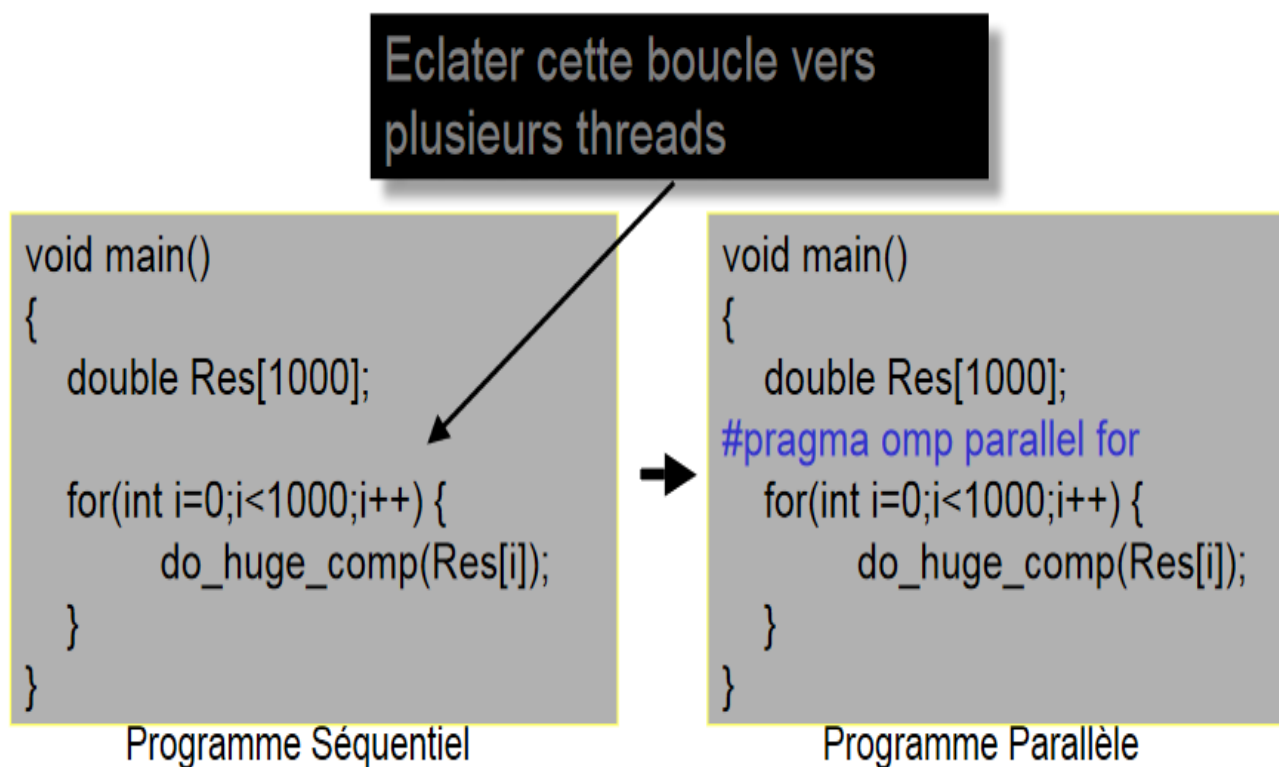 Eclater cette boucle vers
plusieurs threads
void main()
{
double Res[1000];
for(int i=0;i<1000;i++) {
do_huge_comp(Res[i]);
}
}
Programme Séquentiel
void main()
{
double Res[1000];
#pragma omp parallel for
for(int i=0;i<1000;i++) {
do_huge_comp(Res[i]);
}
}
Programme Parallèle